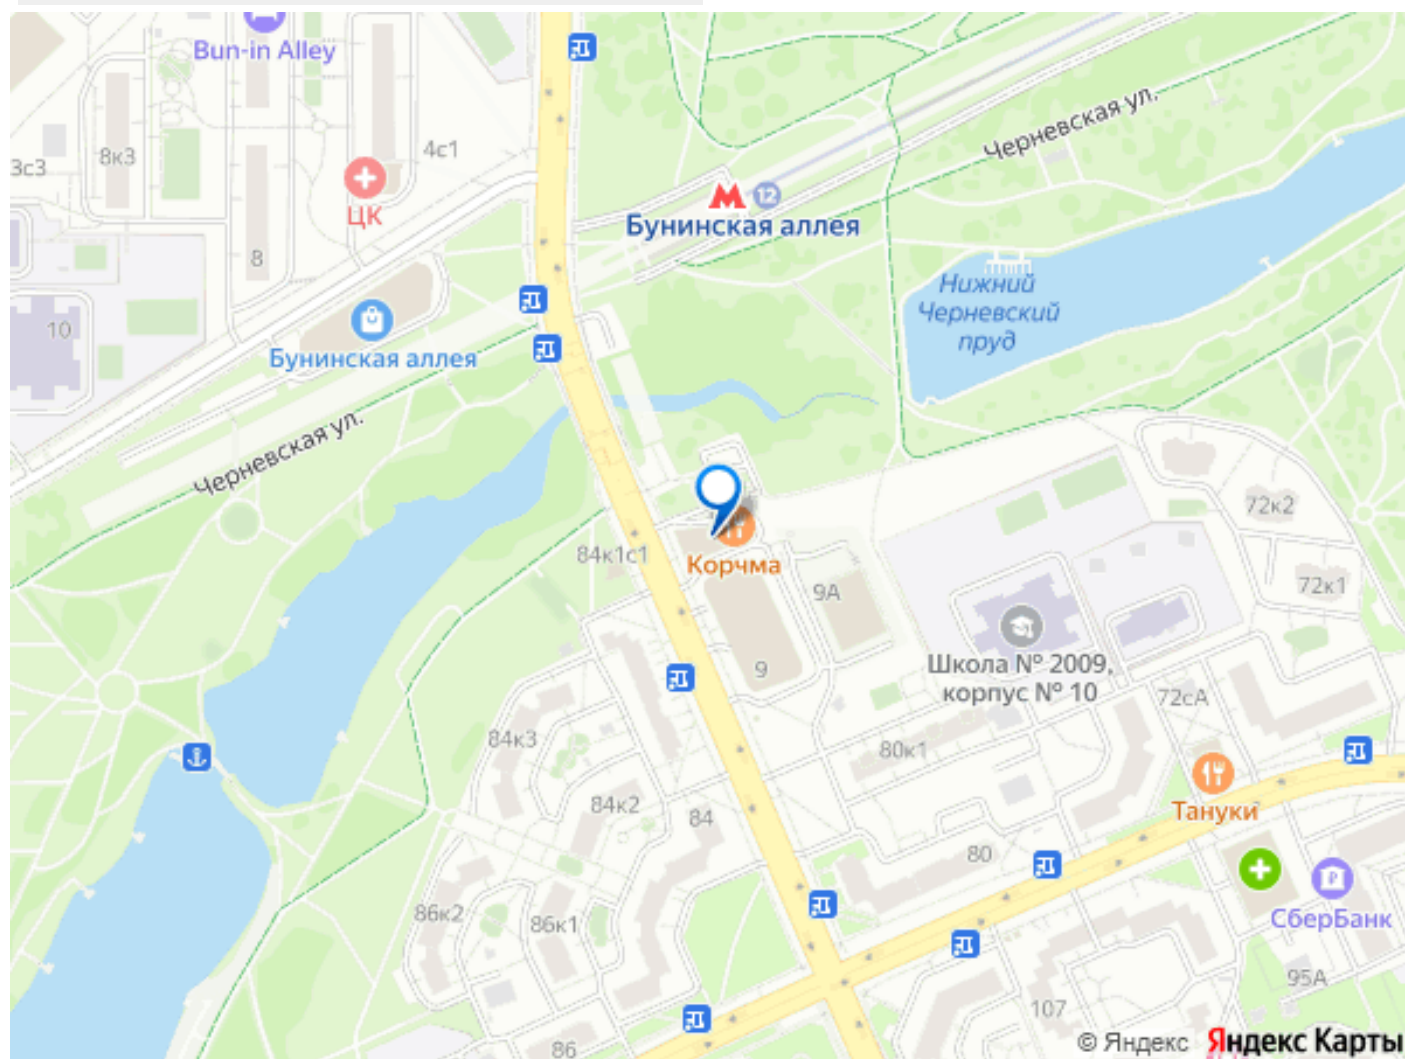 Bun-in Alley
8к3
4с1
3с3
ЦК
8
Черневская ул.
12
Бунинская аллея
10
Бунинская аллея
Нижний
Черневский
пруд
Черневская ул.
84к1с1
Корчма
9А
9
72к2
72к1
Школа № 2009,
корпус № 10
72сА
84к3
80к1
84к2
84
Тануки
80
86к2
86к1
СберБанк
95А
107
86
© Яндекс Яндекс Карты